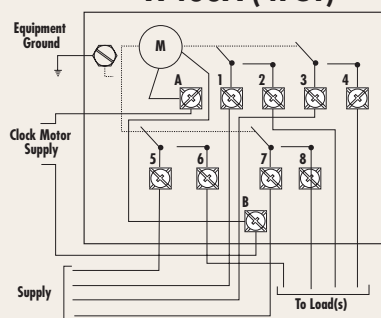 Equipment
Ground
M
A
1
2
3
4
Clock Motor
Supply
5
6
7
8
B
Supply
To Load(s)